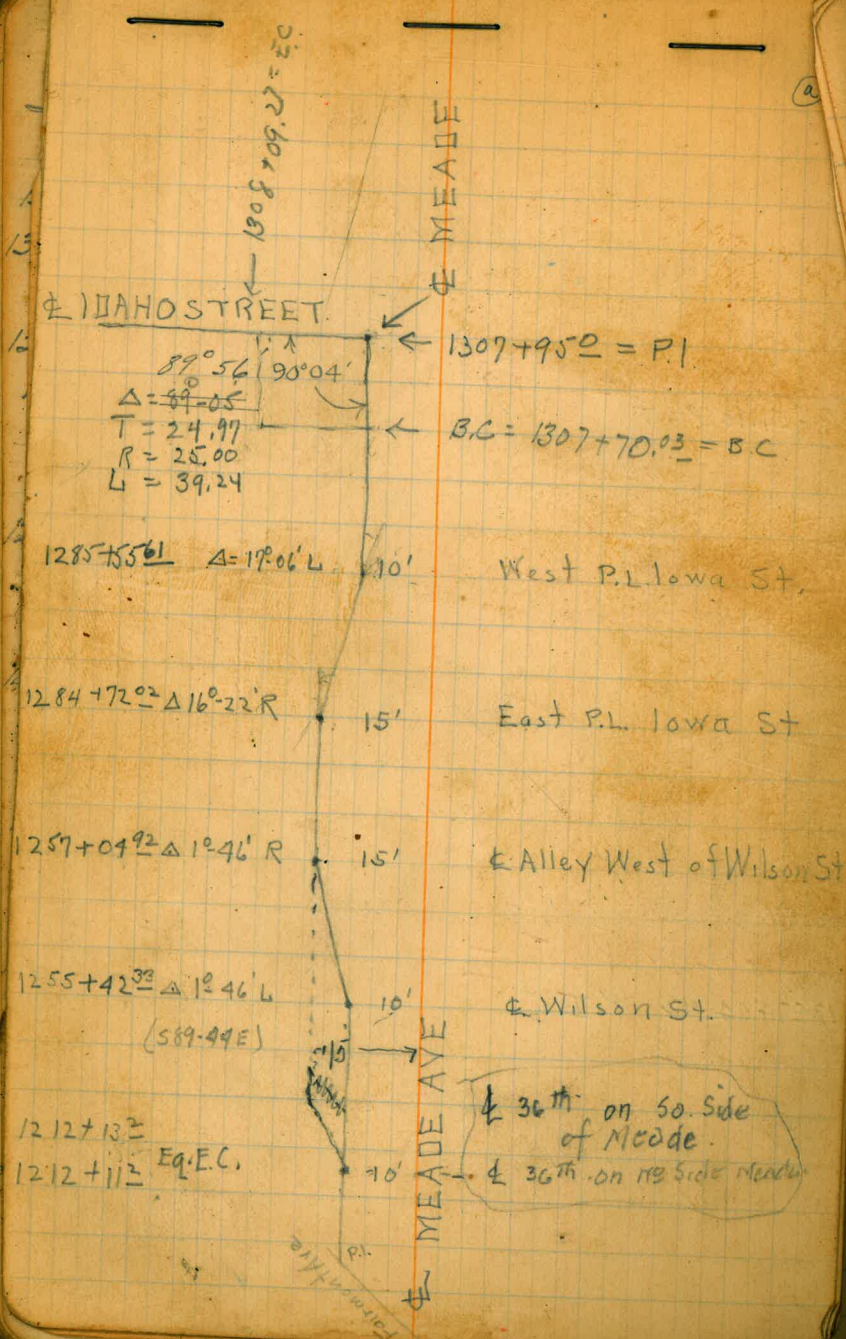 a
℄ MEADE
1308+09.27 =
℄ IDAHO STREET
1307+95.0 = P.I.
89°56 90°04'
Δ = 89-05
T = 24.97
B.C = 1307+70.03 = B C
R = 25.00
L = 39.24
1285+55.61 Δ= 17°06' L 10' West P.L. Iowa St.
1284+72.02 Δ 16°-22' R 15' East P.L. Iowa St
1257+04.92 Δ 1°-46' R 15' ℄ Alley West of Wilson St
1255+42.33 Δ 1° 46' L 10' ℄ Wilson St.
(S89-44E)
15
℄ MEADE AVE
℄ 36th on So. Side
of Meade.
1212+13
1212+11 Eq. E.C. 10' ℄ 36th on No Side Meade
P.I.
Fairmont Ave